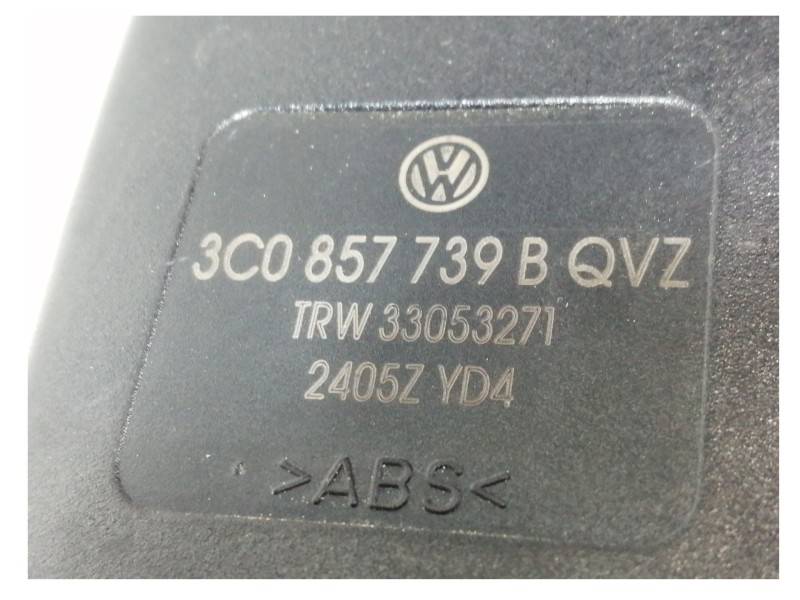 3C0 857 739 B QVZ
TRW 33053271
2405Z YD4
>ABS<